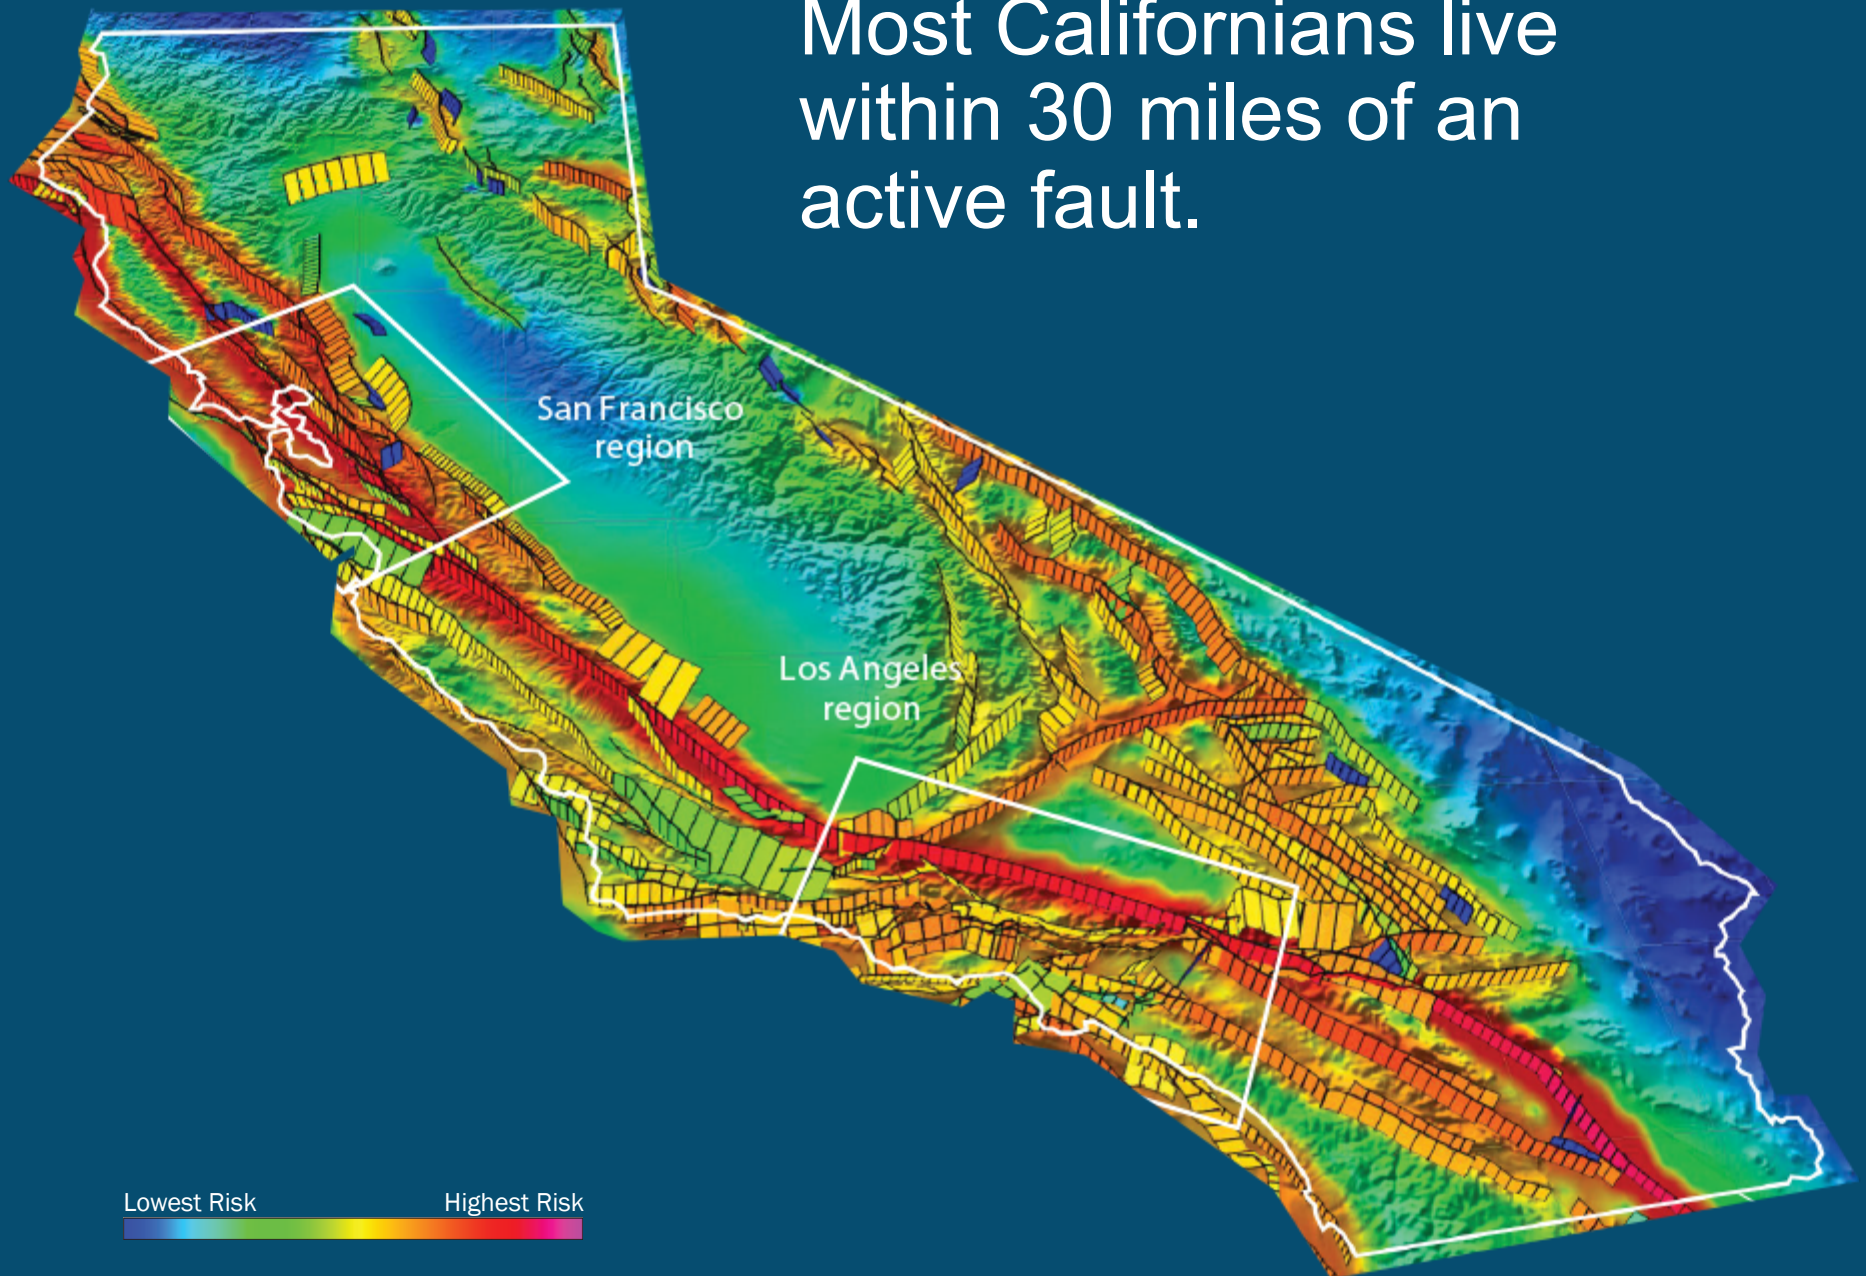 Most Californians live
within 30 miles of an
active fault.
San Francisco
region
Los Angeles
region
Lowest Risk
Highest Risk